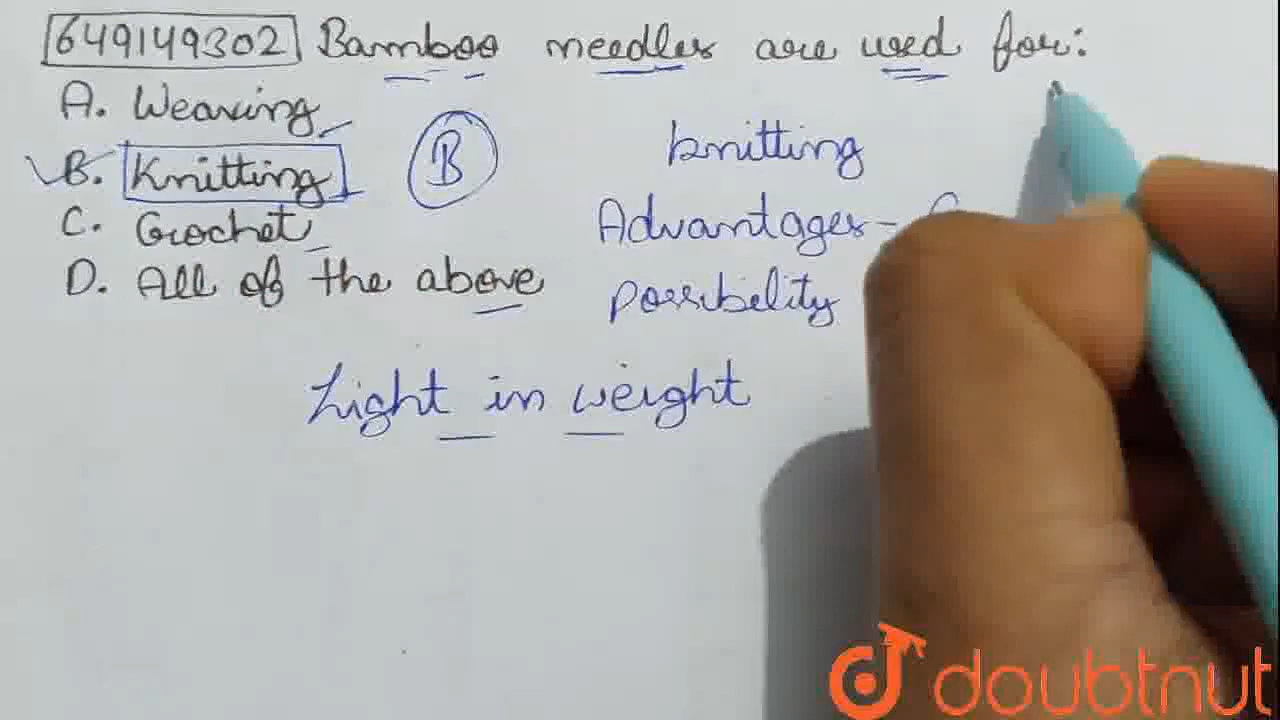 649149302 Bamboo needles are used for:
A. Weaving
B. Knitting
B
C. Crochet
D. All of the above
knitting
Advantages-
possibility
Light in weight
doubtnut